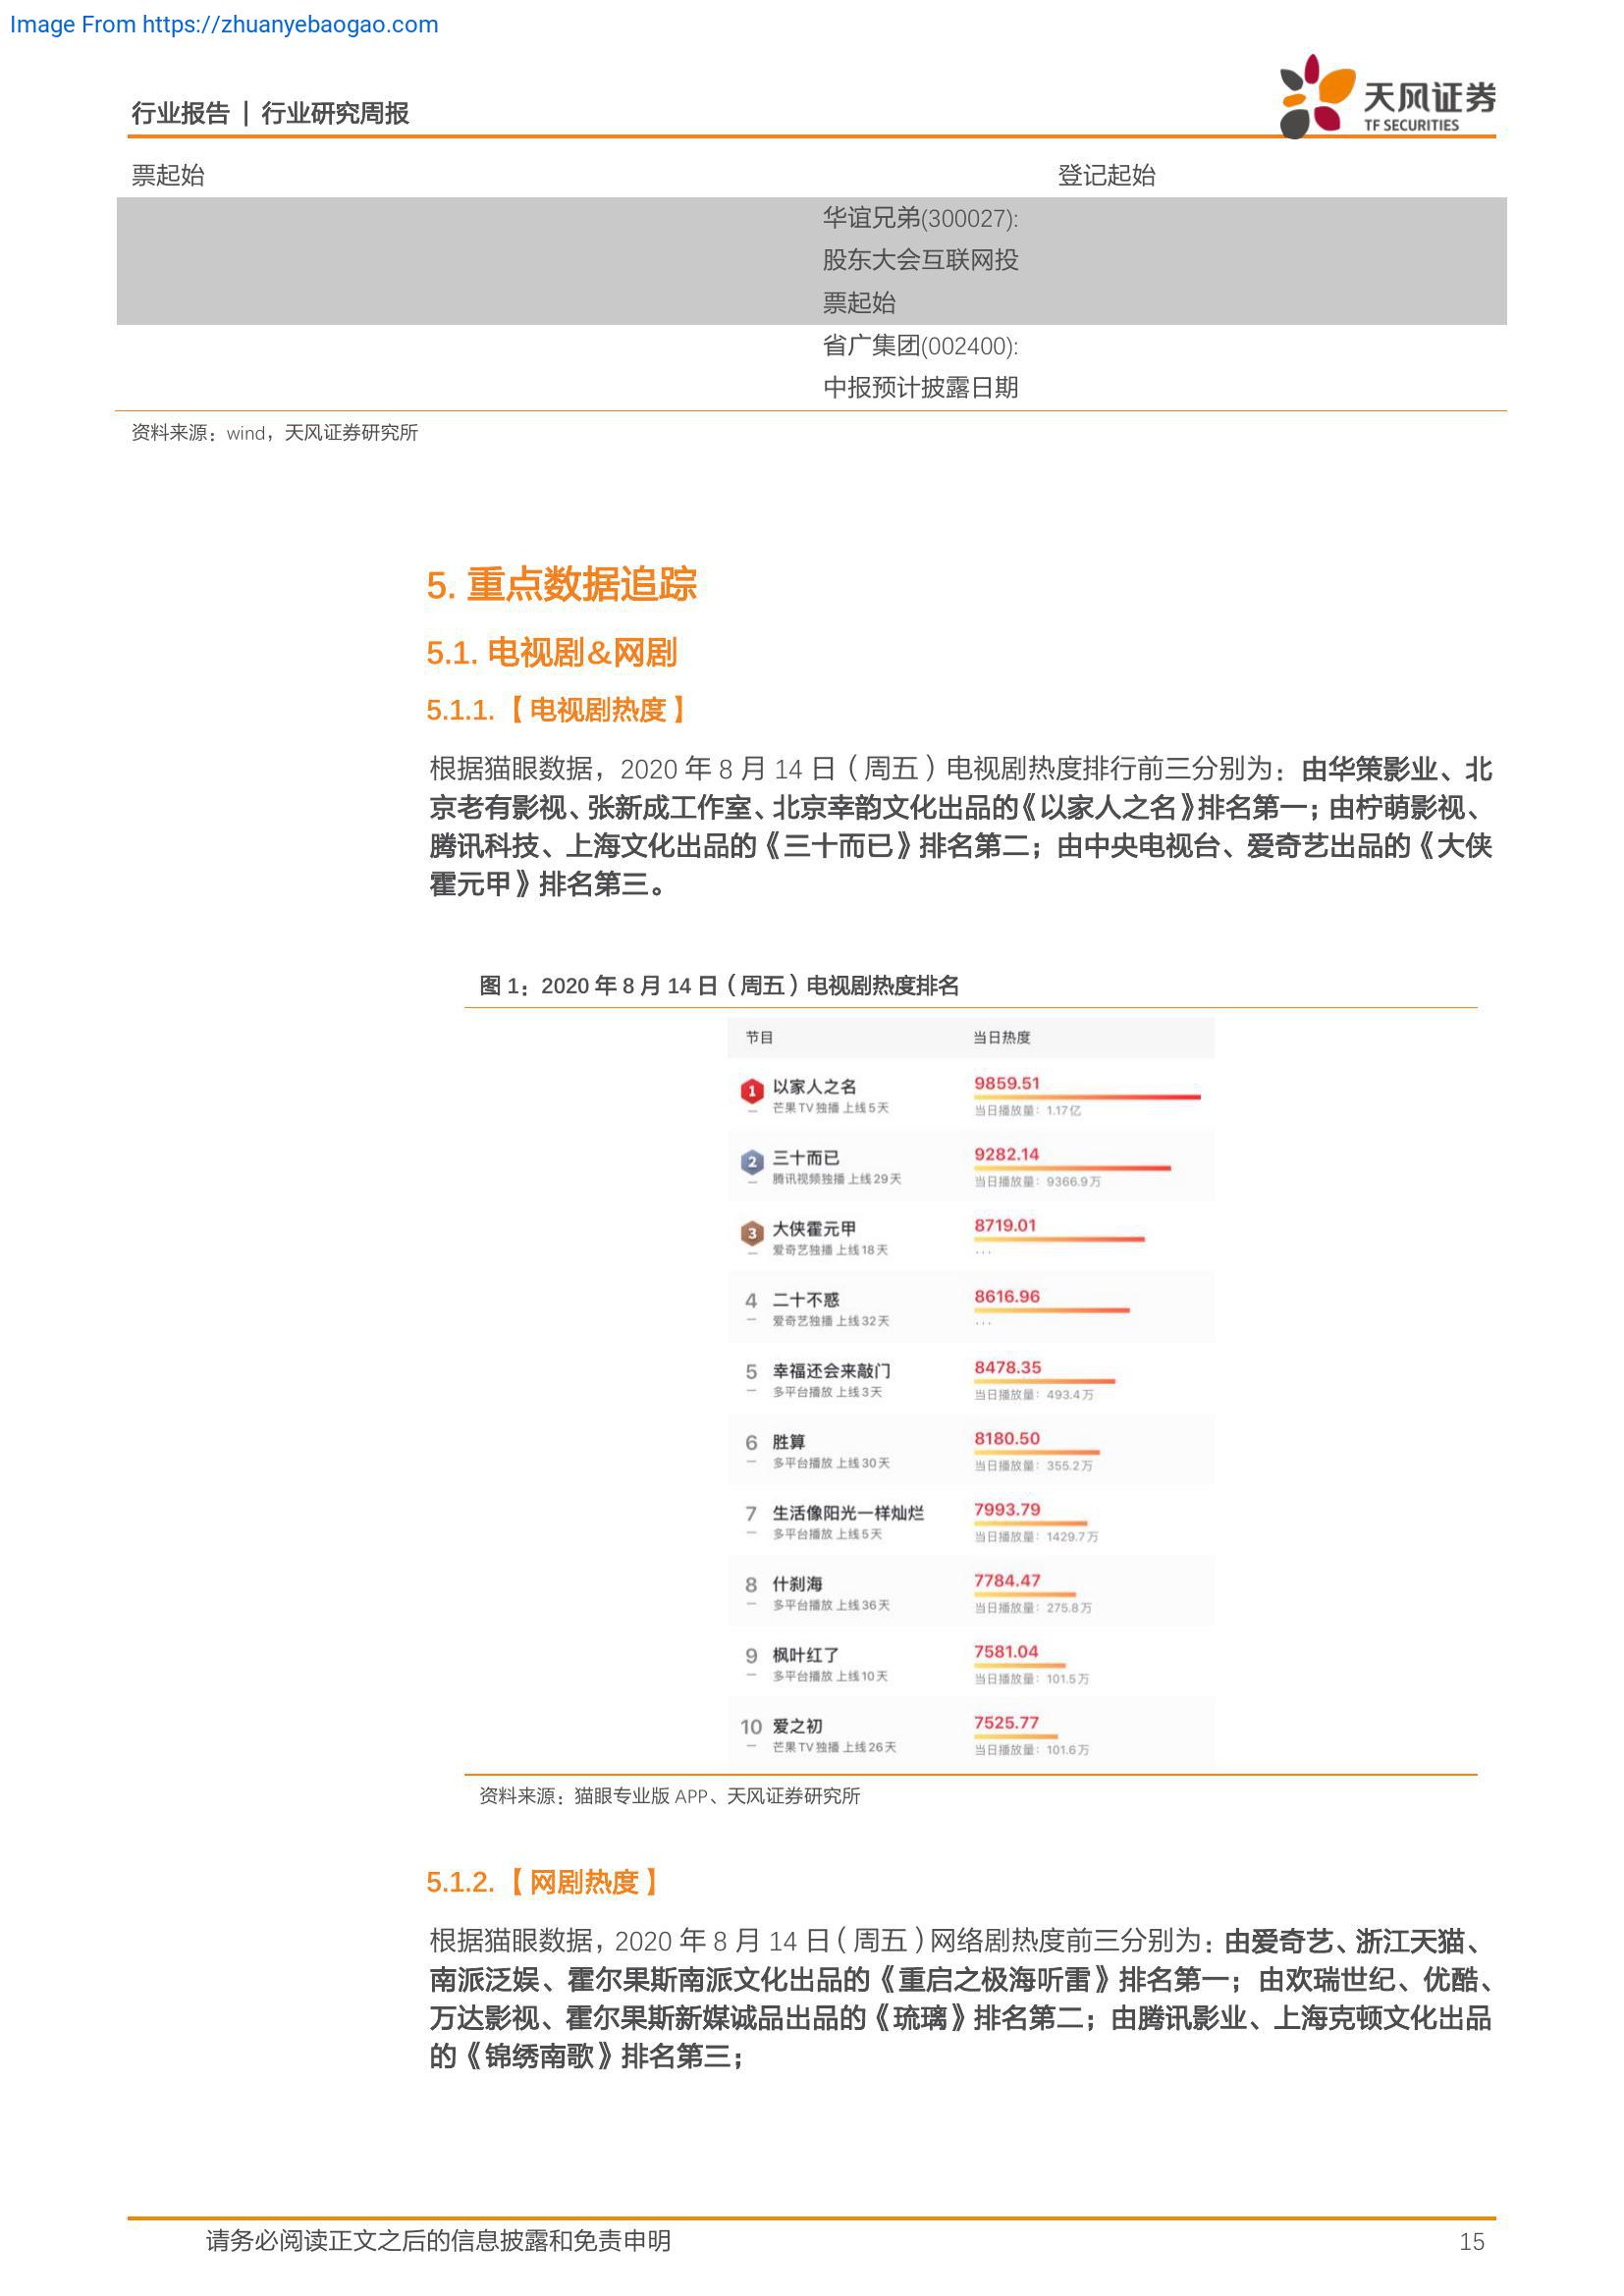 Image From https://zhuanyebaogao.com
行业报告 | 行业研究周报
天风证券
TF SECURITIES
票起始 登记起始
华谊兄弟(300027):
股东大会互联网投
票起始
省广集团(002400):
中报预计披露日期
资料来源：wind，天风证券研究所
5. 重点数据追踪
5.1. 电视剧&网剧
5.1.1.【电视剧热度】
根据猫眼数据，2020 年 8 月 14 日（周五）电视剧热度排行前三分别为：由华策影业、北
京老有影视、张新成工作室、北京幸韵文化出品的《以家人之名》排名第一；由柠萌影视、
腾讯科技、上海文化出品的《三十而已》排名第二；由中央电视台、爱奇艺出品的《大侠
霍元甲》排名第三。
图 1：2020 年 8 月 14 日（周五）电视剧热度排名
节目 当日热度
1 以家人之名 9859.51
芒果TV独播 上线5天 当日播放量：1.17亿
2 三十而已 9282.14
腾讯视频独播 上线29天 当日播放量：9366.9万
3 大侠霍元甲 8719.01
爱奇艺独播 上线18天 ...
4 二十不惑 8616.96
爱奇艺独播 上线32天 ...
5 幸福还会来敲门 8478.35
多平台播放 上线3天 当日播放量：493.4万
6 胜算 8180.50
多平台播放 上线30天 当日播放量：355.2万
7 生活像阳光一样灿烂 7993.79
多平台播放 上线5天 当日播放量：1429.7万
8 什刹海 7784.47
多平台播放 上线36天 当日播放量：275.8万
9 枫叶红了 7581.04
多平台播放 上线10天 当日播放量：101.5万
10 爱之初 7525.77
芒果TV独播 上线26天 当日播放量：101.6万
资料来源：猫眼专业版 APP、天风证券研究所
5.1.2.【网剧热度】
根据猫眼数据，2020 年 8 月 14 日（周五）网络剧热度前三分别为：由爱奇艺、浙江天猫、
南派泛娱、霍尔果斯南派文化出品的《重启之极海听雷》排名第一；由欢瑞世纪、优酷、
万达影视、霍尔果斯新媒诚品出品的《琉璃》排名第二；由腾讯影业、上海克顿文化出品
的《锦绣南歌》排名第三；
请务必阅读正文之后的信息披露和免责申明 15